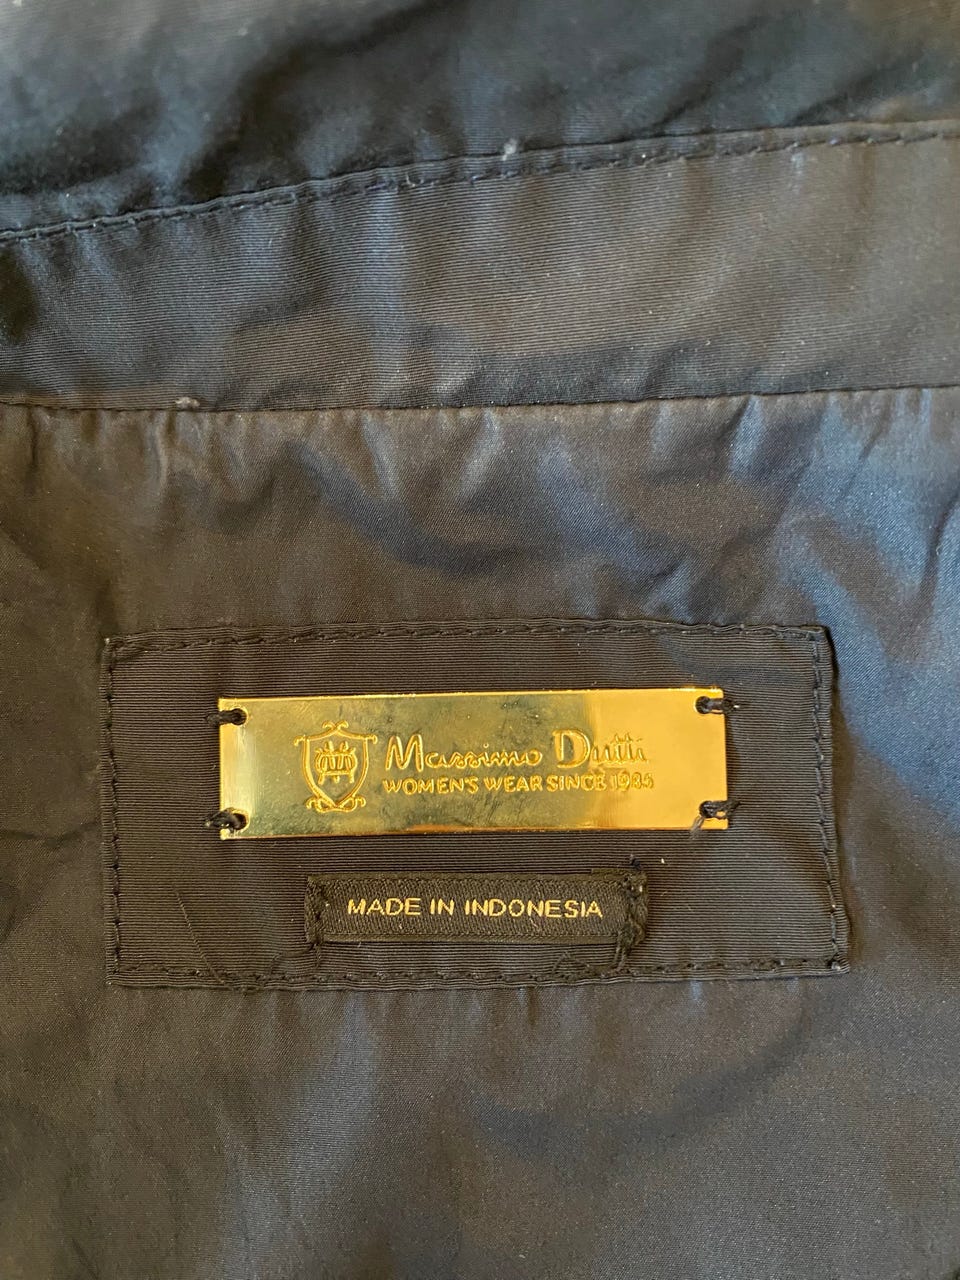 Massimo Dutti
WOMEN'S WEAR SINCE 1985
MADE IN INDONESIA